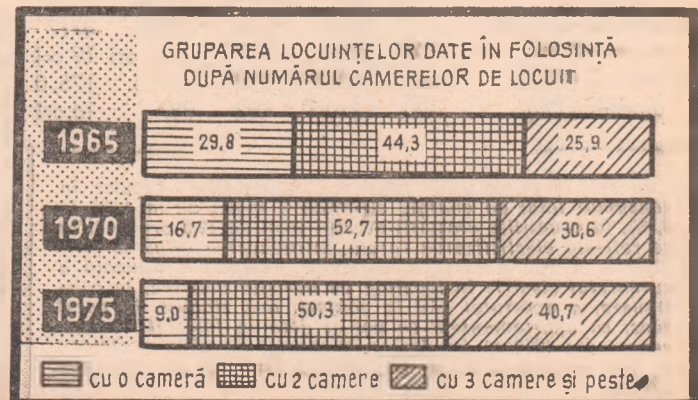 GRUPAREA LOCUINȚELOR DATE ÎN FOLOSINȚĂ
DUPĂ NUMĂRUL CAMERELOR DE LOCUIT
1965 29,8 44,3 25,9
1970 16,7 52,7 30,6
1975 9,0 50,3 40,7
cu o cameră cu 2 camere cu 3 camere și peste